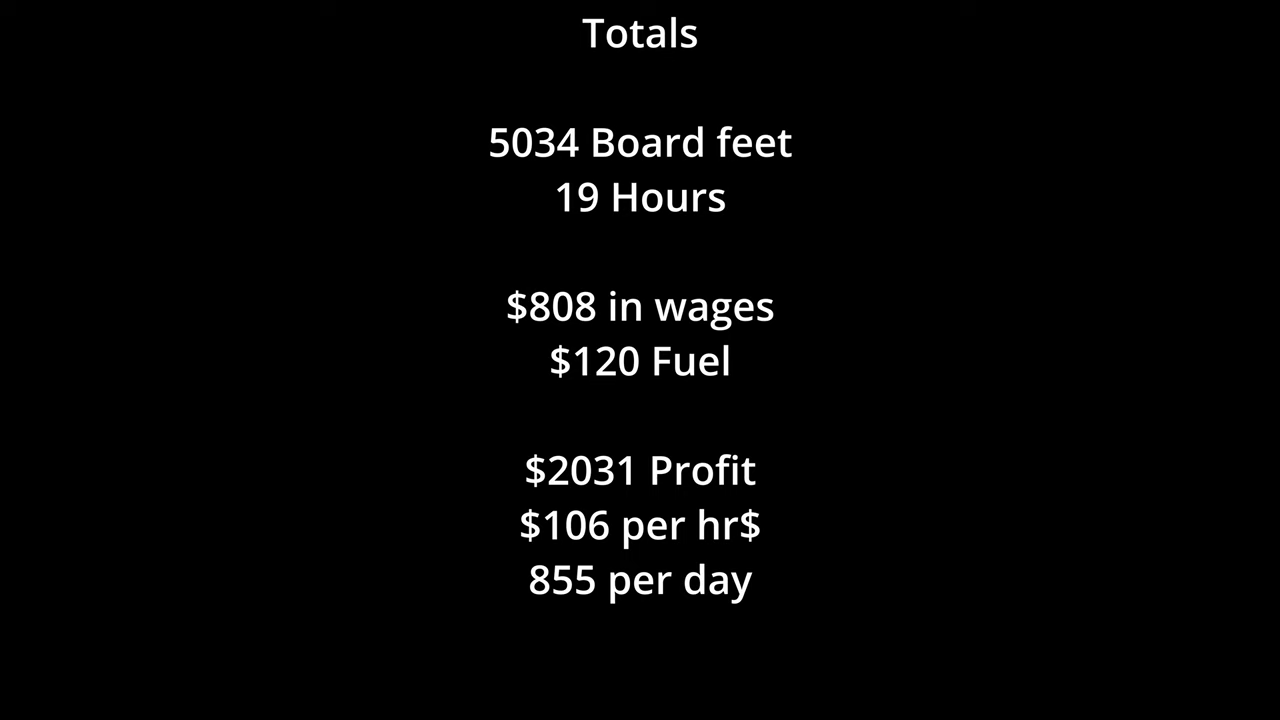 Totals
5034 Board feet
19 Hours
$808 in wages
$120 Fuel
$2031 Profit
$106 per hr$
855 per day